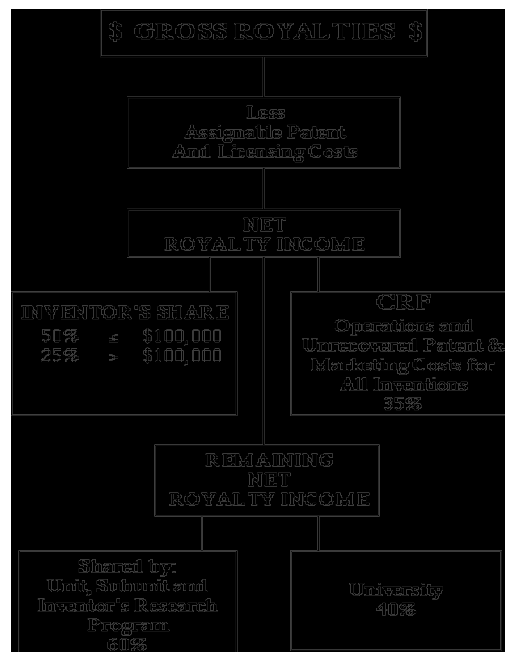 $ GROSS ROYALTIES $
Less
Assignable Patent
And Licensing Costs
NET
ROYALTY INCOME
INVENTOR'S SHARE
50% ≤ $100,000
25% > $100,000
CRF
Operations and
Unrecovered Patent &
Marketing Costs for
All Inventions
35%
REMAINING
NET
ROYALTY INCOME
Shared by:
Unit, Subunit and
Inventor's Research
Program
60%
University
40%